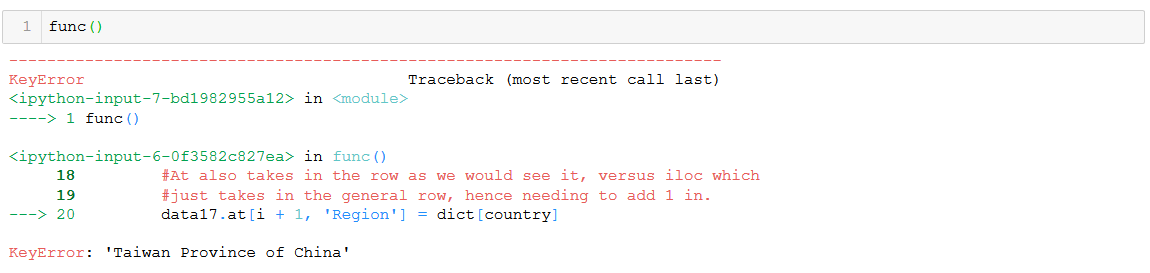 1 func()
---------------------------------------------------------------------------
KeyError Traceback (most recent call last)
<ipython-input-7-bd1982955a12> in <module>
----> 1 func()
<ipython-input-6-0f3582c827ea> in func()
18 #At also takes in the row as we would see it, versus iloc which
19 #just takes in the general row, hence needing to add 1 in.
---> 20 data17.at[i + 1, 'Region'] = dict[country]
KeyError: 'Taiwan Province of China'